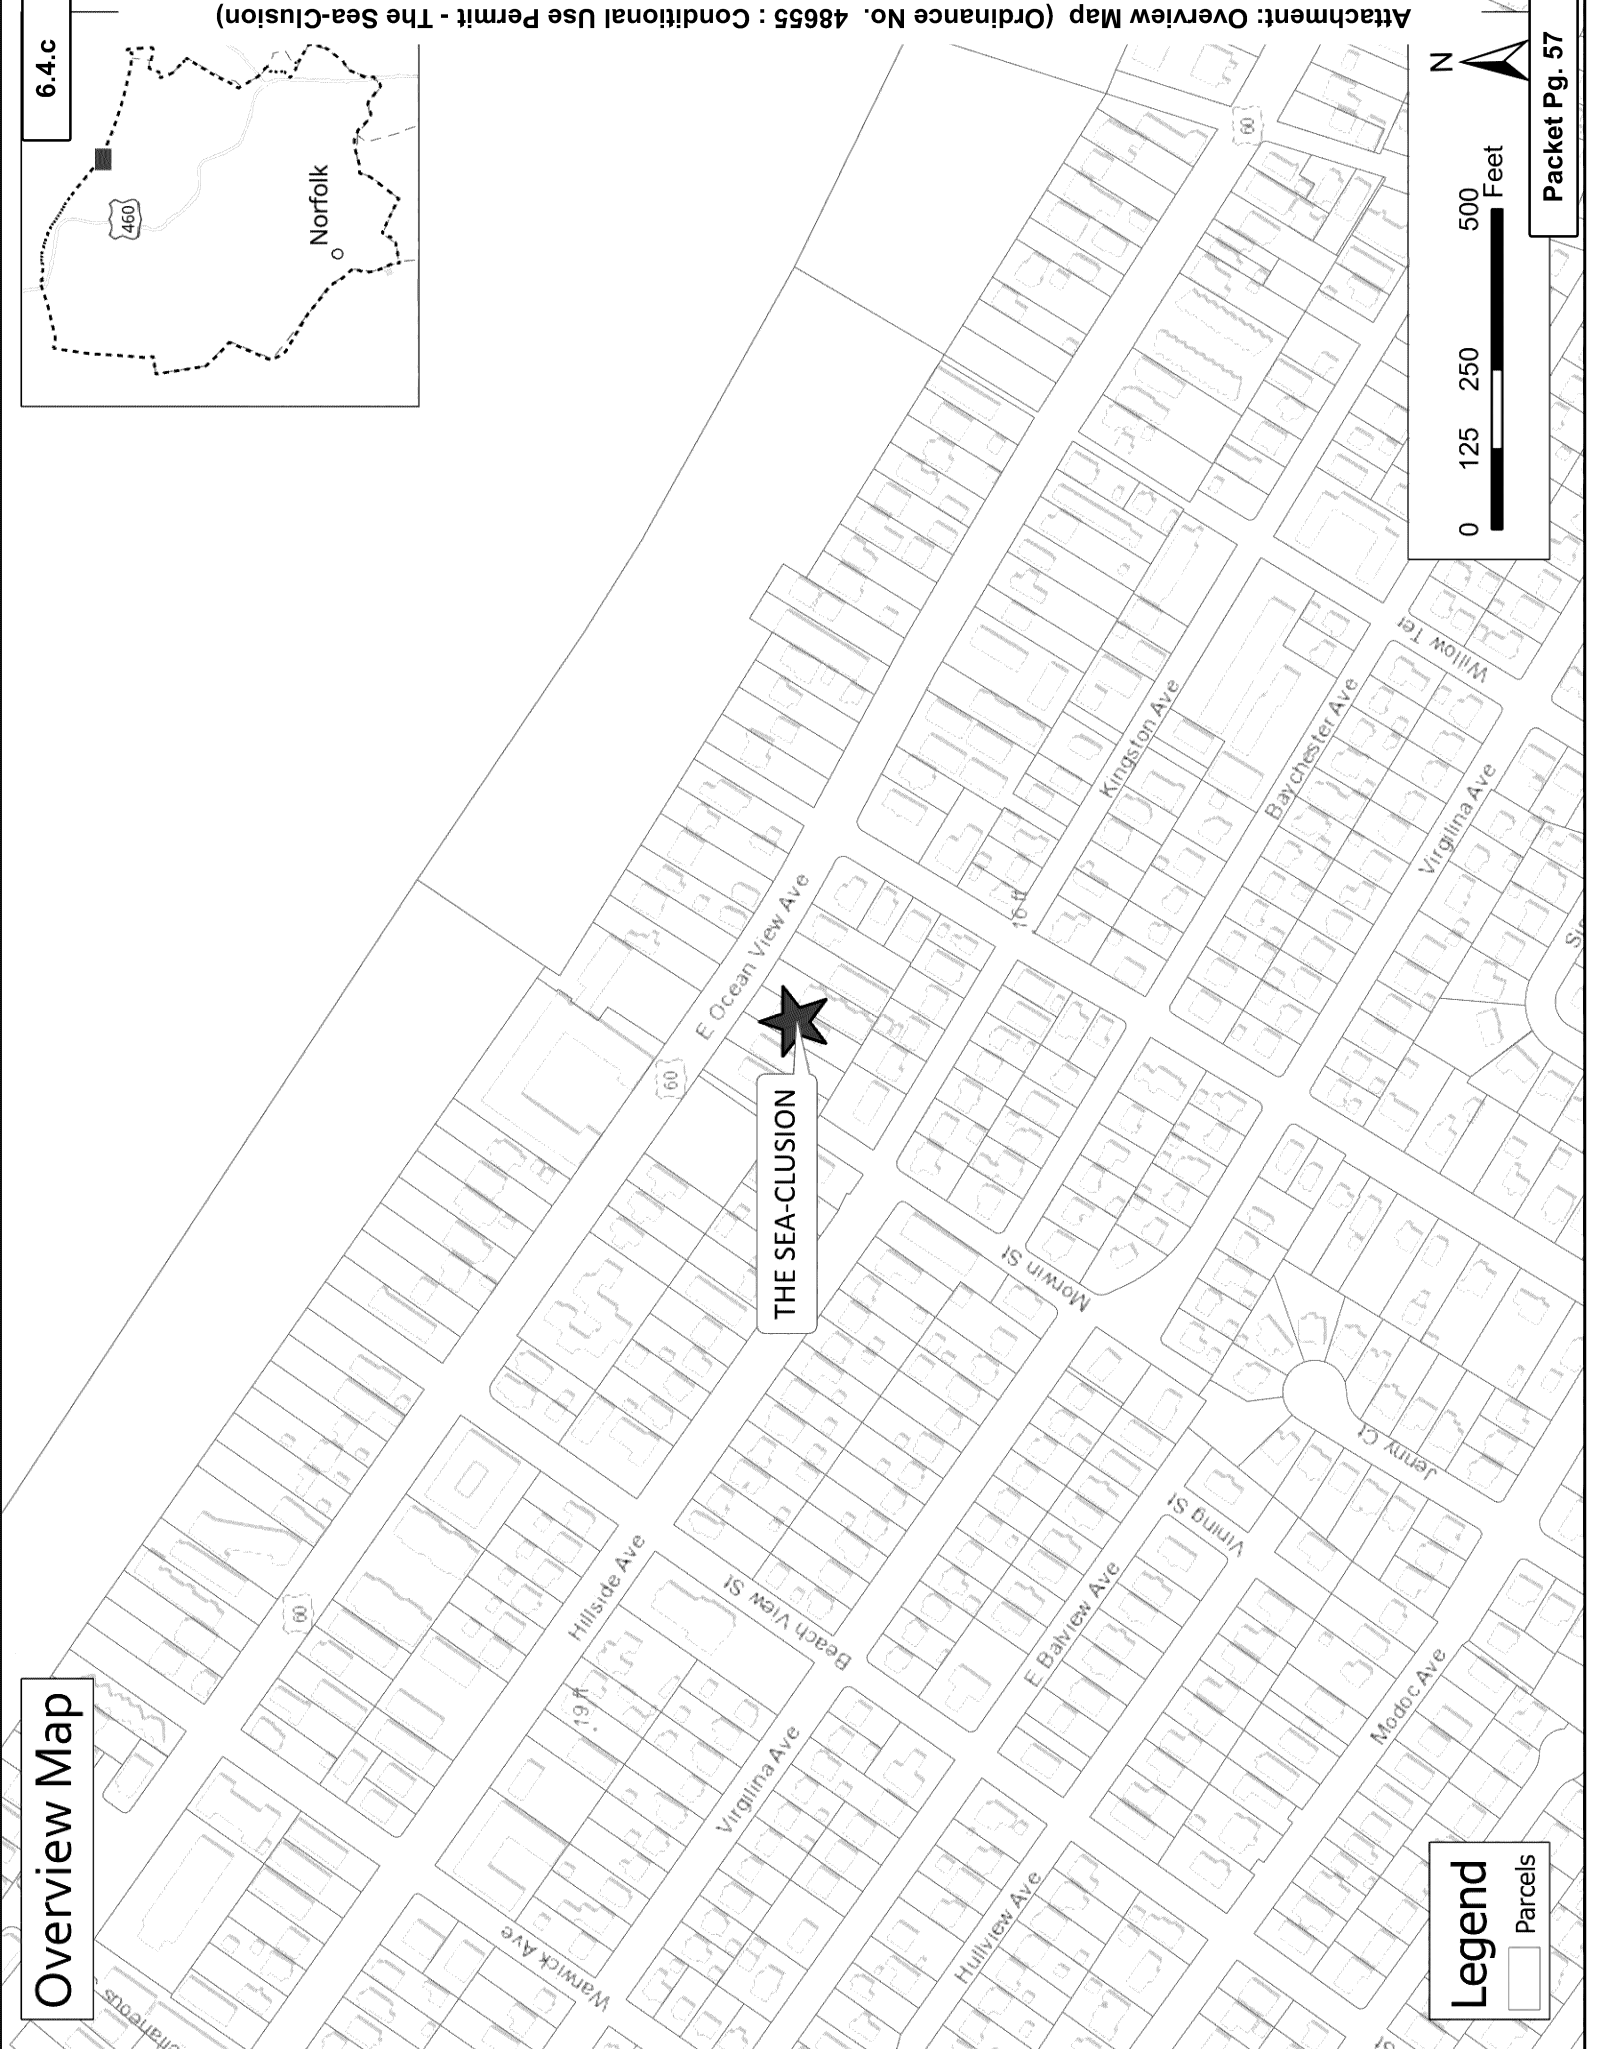 6.4.c
Overview Map
460
Norfolk
N
60
E Ocean View Ave
60
THE SEA-CLUSION
60
Kingston Ave
Baychester Ave
Willow Ter
Virgilina Ave
16 ft
Morwin St
Jenny Ct
Vining St
Hillside Ave
Beach View St
E Balview Ave
19 ft
Virgilina Ave
Modoc Ave
Warwick Ave
Hullview Ave
Legend
Parcels
0 125 250 500
Feet
Attachment: Overview Map (Ordinance No. 48655 : Conditional Use Permit - The Sea-Clusion)
Packet Pg. 57